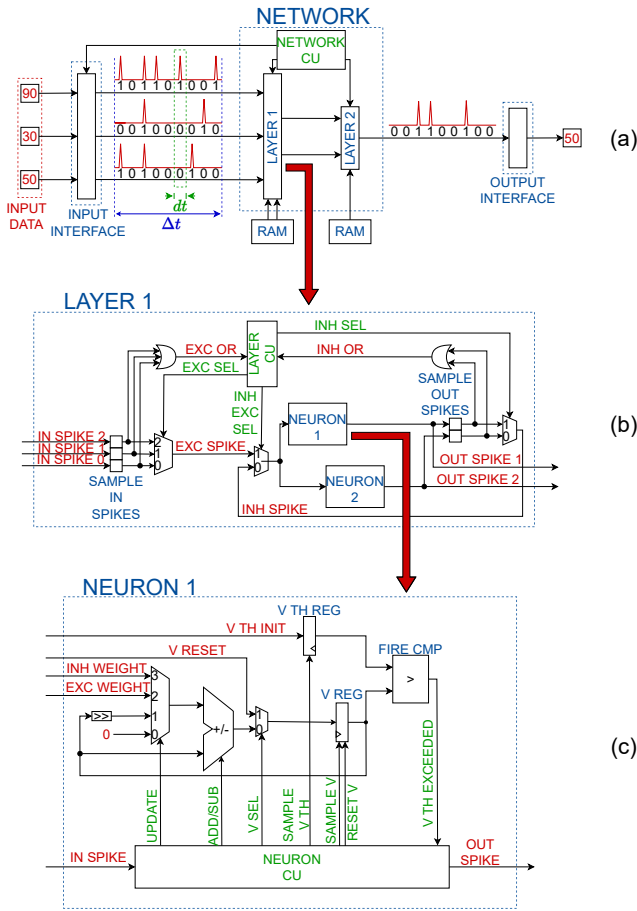 NETWORK
NETWORK
CU
90
30
50
1 0 1 1 0 1 0 0 1
0 0 1 0 0 0 0 1 0
1 0 1 0 0 0 1 0 0
dt
Δt
INPUT
DATA
INPUT
INTERFACE
LAYER 1
LAYER 2
RAM
RAM
0 0 1 1 0 0 1 0 0
OUTPUT
INTERFACE
50
(a)
LAYER 1
LAYER
CU
EXC OR
EXC SEL
INH SEL
INH OR
INH
EXC
SEL
SAMPLE
OUT
SPIKES
IN SPIKE 2
IN SPIKE 1
IN SPIKE 0
SAMPLE
IN
SPIKES
2
1
0
EXC SPIKE
1
0
NEURON
1
NEURON
2
1
0
OUT SPIKE 1
OUT SPIKE 2
INH SPIKE
(b)
NEURON 1
V TH REG
V TH INIT
V RESET
INH WEIGHT
EXC WEIGHT
>>
0
3
2
1
0
+/-
1
0
V REG
FIRE CMP
>
UPDATE
ADD/SUB
V SEL
SAMPLE
V TH
SAMPLE V
RESET V
V TH EXCEEDED
IN SPIKE
NEURON
CU
OUT
SPIKE
(c)